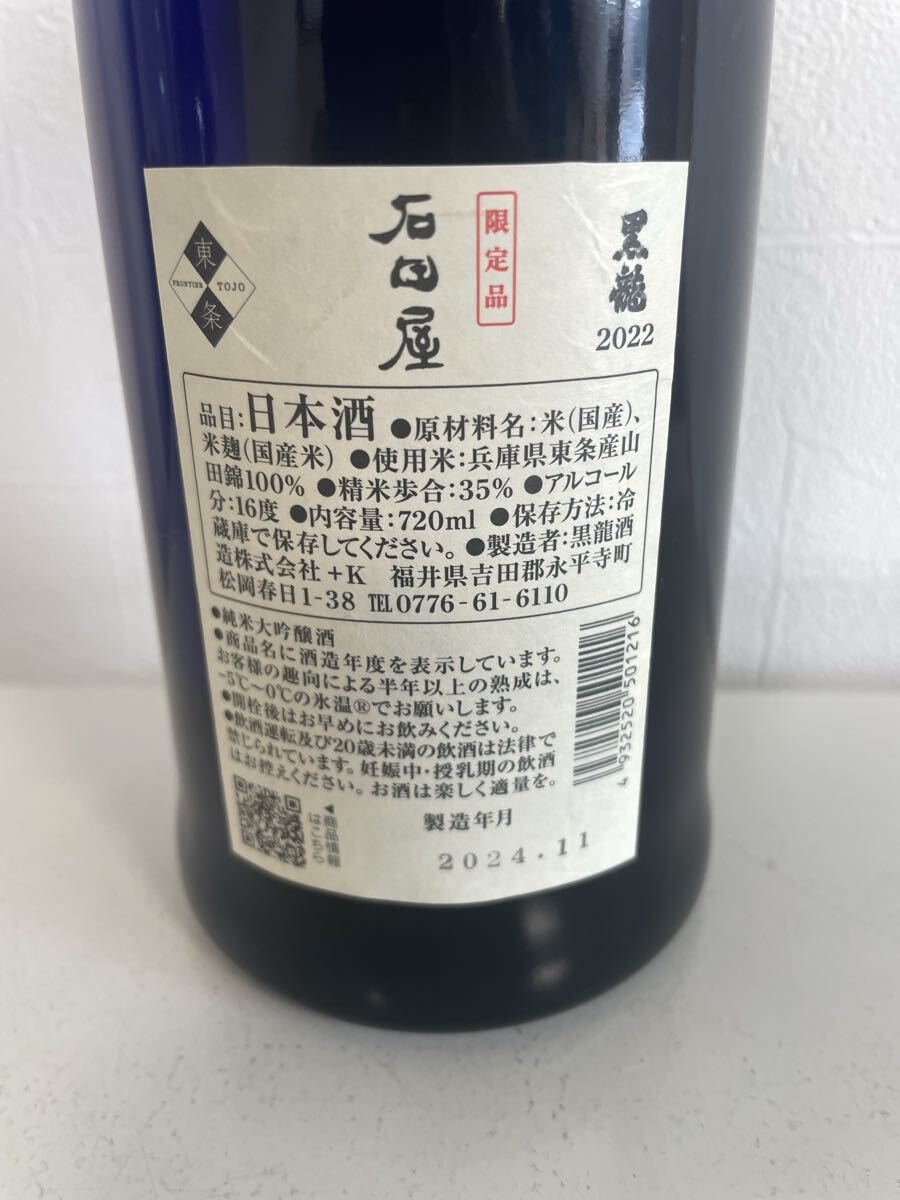 黒龍
2022
限定品
石田屋
東
FRONTIER TOJO
条
品目:日本酒 ●原材料名:米(国産)、
米麹(国産米) ●使用米:兵庫県東条産山
田錦100% ●精米歩合:35% ●アルコール
分:16度 ●内容量:720ml ●保存方法:冷
蔵庫で保存してください。●製造者:黒龍酒
造株式会社+K 福井県吉田郡永平寺町
松岡春日1-38 TEL0776-61-6110
●純米大吟醸酒
●商品名に酒造年度を表示しています。
お客様の趣向による半年以上の熟成は、
-5℃~0℃の氷温®でお願いします。
●開栓後はお早めにお飲みください。
●飲酒運転及び20歳未満の飲酒は法律で
禁じられています。妊娠中・授乳期の飲酒
はお控えください。お酒は楽しく適量を。
4 932520 501216
◀商品情報
はこちら
製造年月
2024.11